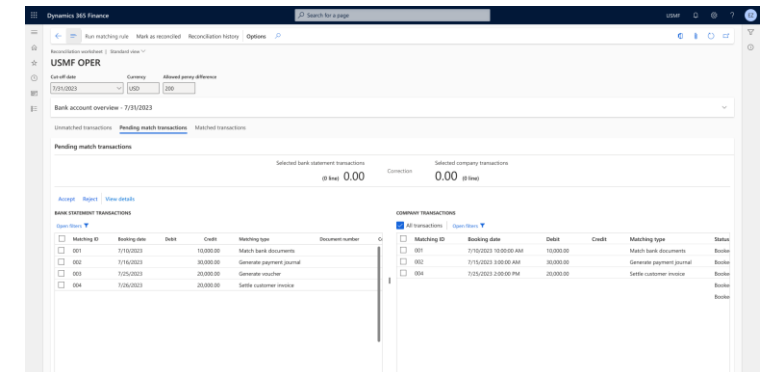 Dynamics 365 Finance
Search for a page
USMF
?
Run matching rule Mark as reconciled Reconciliation history Options
Reconciliation worksheet | Standard view
USMF OPER
Cut-off date Currency Allowed penny difference
7/31/2023 USD 200
Bank account overview - 7/31/2023
Unmatched transactions Pending match transactions Matched transactions
Pending match transactions
Selected bank statement transactions Correction Selected company transactions
(0 line) 0.00 0.00 (0 line)
Accept Reject View details
BANK STATEMENT TRANSACTIONS COMPANY TRANSACTIONS
Open filters All transactions Open filters
Matching ID Booking date Debit Credit Matching type Document number Matching ID Booking date Debit Credit Matching type Status
001 7/10/2023 10,000.00 Match bank documents 001 7/10/2023 10:00:00 AM 10,000.00 Match bank documents Booke
002 7/16/2023 30,000.00 Generate payment journal 002 7/15/2023 3:00:00 AM 30,000.00 Generate payment journal Booke
003 7/25/2023 20,000.00 Generate voucher 004 7/25/2023 2:00:00 PM 20,000.00 Settle customer invoice Booke
004 7/26/2023 20,000.00 Settle customer invoice Booke